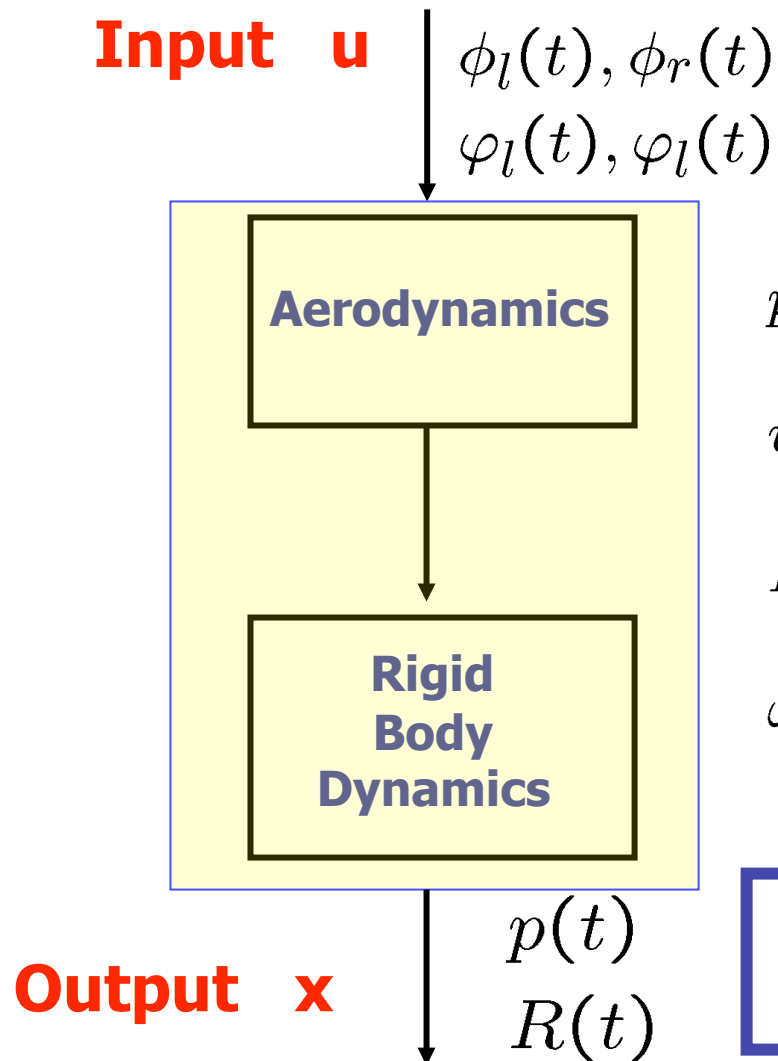 Input u
ϕ_l(t), ϕ_r(t)
φ_l(t), φ_l(t)
Aerodynamics
Rigid
Body
Dynamics
p(t)
Output x
R(t)